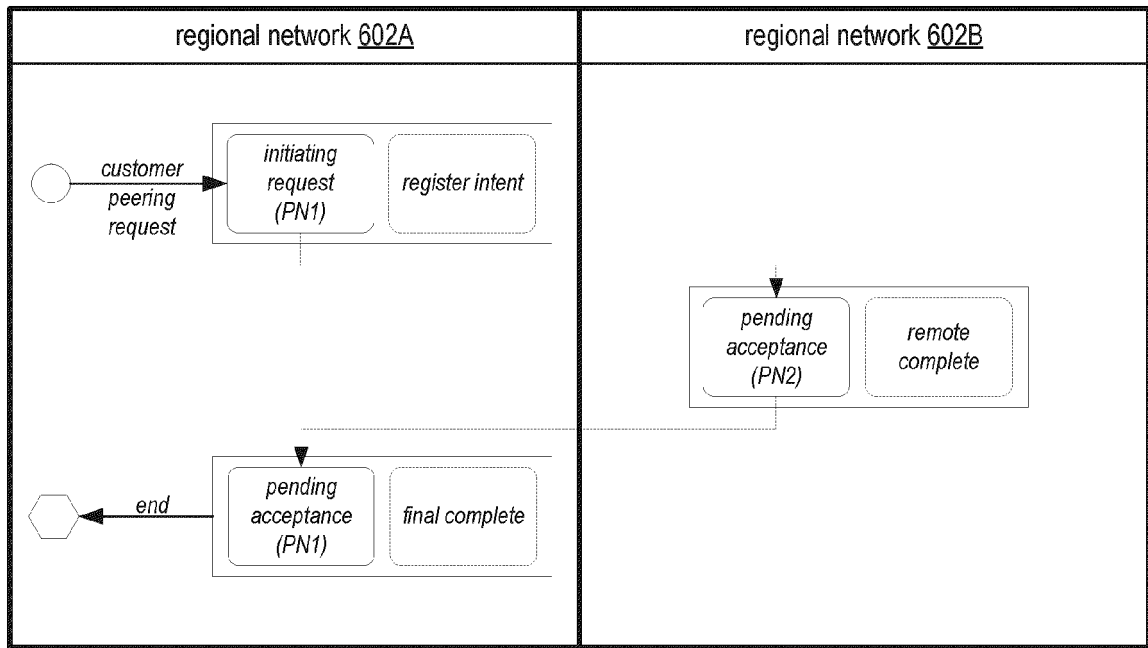 regional network 602A
regional network 602B
customer
peering
request
initiating
request
(PN1)
register intent
pending
acceptance
(PN2)
remote
complete
end
pending
acceptance
(PN1)
final complete